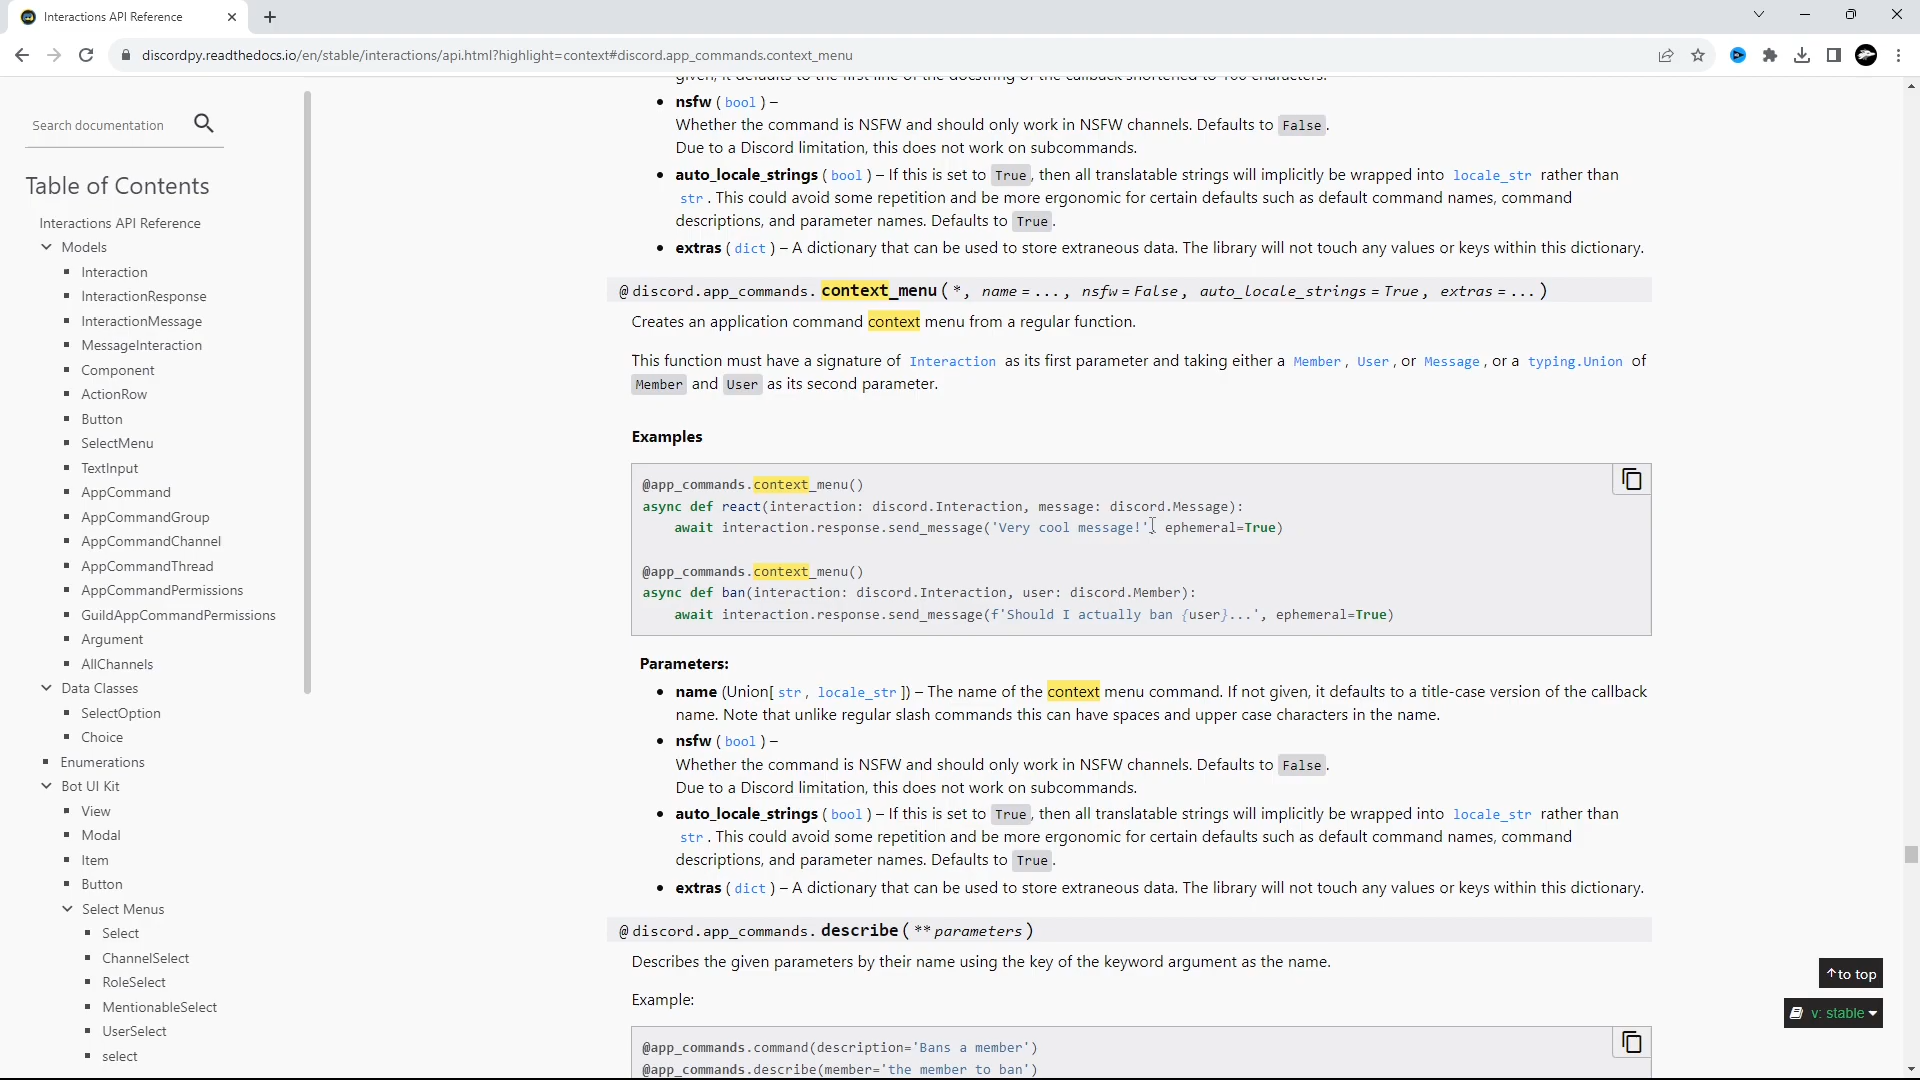 Interactions API Reference
discordpy.readthedocs.io/en/stable/interactions/api.html?highlight=context#discord.app_commands.context_menu
Search documentation
Table of Contents
Interactions API Reference
Models
Interaction
InteractionResponse
InteractionMessage
MessageInteraction
Component
ActionRow
Button
SelectMenu
TextInput
AppCommand
AppCommandGroup
AppCommandChannel
AppCommandThread
AppCommandPermissions
GuildAppCommandPermissions
Argument
AllChannels
Data Classes
SelectOption
Choice
Enumerations
Bot UI Kit
View
Modal
Item
Button
Select Menus
Select
ChannelSelect
RoleSelect
MentionableSelect
UserSelect
select
given, it defaults to the first line of the docstring of the callback shortened to 100 characters.
nsfw (bool) –
Whether the command is NSFW and should only work in NSFW channels. Defaults to False.
Due to a Discord limitation, this does not work on subcommands.
auto_locale_strings (bool) – If this is set to True, then all translatable strings will implicitly be wrapped into locale_str rather than
str. This could avoid some repetition and be more ergonomic for certain defaults such as default command names, command
descriptions, and parameter names. Defaults to True.
extras (dict) – A dictionary that can be used to store extraneous data. The library will not touch any values or keys within this dictionary.
@discord.app_commands.context_menu(*, name=..., nsfw=False, auto_locale_strings=True, extras=...)
Creates an application command context menu from a regular function.
This function must have a signature of Interaction as its first parameter and taking either a Member, User, or Message, or a typing.Union of
Member and User as its second parameter.
Examples
@app_commands.context_menu()
async def react(interaction: discord.Interaction, message: discord.Message):
await interaction.response.send_message('Very cool message!', ephemeral=True)
@app_commands.context_menu()
async def ban(interaction: discord.Interaction, user: discord.Member):
await interaction.response.send_message(f'Should I actually ban {user}...', ephemeral=True)
Parameters:
name (Union[str, locale_str]) – The name of the context menu command. If not given, it defaults to a title-case version of the callback
name. Note that unlike regular slash commands this can have spaces and upper case characters in the name.
nsfw (bool) –
Whether the command is NSFW and should only work in NSFW channels. Defaults to False.
Due to a Discord limitation, this does not work on subcommands.
auto_locale_strings (bool) – If this is set to True, then all translatable strings will implicitly be wrapped into locale_str rather than
str. This could avoid some repetition and be more ergonomic for certain defaults such as default command names, command
descriptions, and parameter names. Defaults to True.
extras (dict) – A dictionary that can be used to store extraneous data. The library will not touch any values or keys within this dictionary.
@discord.app_commands.describe(**parameters)
Describes the given parameters by their name using the key of the keyword argument as the name.
Example:
@app_commands.command(description='Bans a member')
@app_commands.describe(member='the member to ban')
↑to top
v: stable